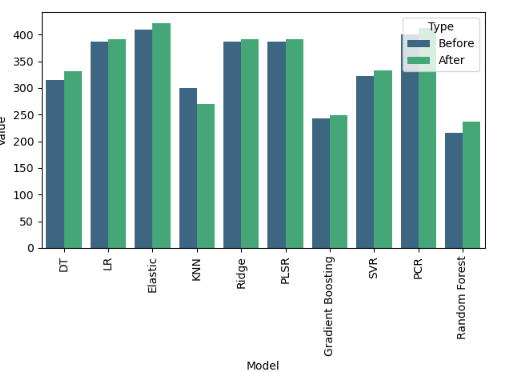 Type
Before
After
400
350
300
250
200
150
100
50
0
Value
DT
LR
Elastic
KNN
Ridge
PLSR
Gradient Boosting
SVR
PCR
Random Forest
Model